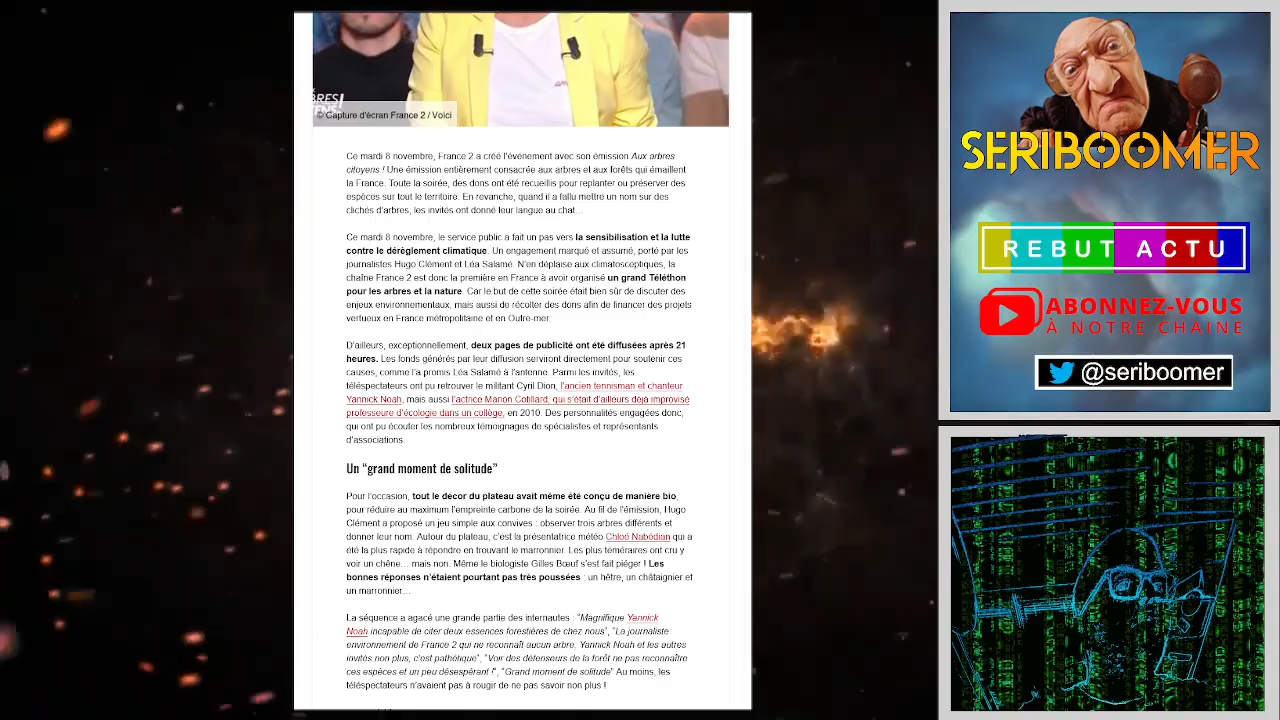 BRES
© Capture d'écran France 2 / Voici
Ce mardi 8 novembre, France 2 a créé l'événement avec son émission Aux arbres
citoyens ! Une émission entièrement consacrée aux arbres et aux forêts qui émaillent
la France. Toute la soirée, des dons ont été recueillis pour replanter ou préserver des
espèces sur tout le territoire. En revanche, quand il a fallu mettre un nom sur des
clichés d'arbres, les invités ont donné leur langue au chat...
Ce mardi 8 novembre, le service public a fait un pas vers la sensibilisation et la lutte
contre le dérèglement climatique. Un engagement marqué et assumé, porté par les
journalistes Hugo Clément et Léa Salamé. N'en déplaise aux climatosceptiques, la
chaîne France 2 est donc la première en France à avoir organisé un grand Téléthon
pour les arbres et la nature. Car le but de cette soirée était bien sûr de discuter des
enjeux environnementaux, mais aussi de récolter des dons afin de financer des projets
vertueux en France métropolitaine et en Outre-mer.
D'ailleurs, exceptionnellement, deux pages de publicité ont été diffusées après 21
heures. Les fonds générés par leur diffusion serviront directement pour soutenir ces
causes, comme l'a promis Léa Salamé à l'antenne. Parmi les invités, les
téléspectateurs ont pu retrouver le militant Cyril Dion, l'ancien tennisman et chanteur
Yannick Noah, mais aussi l'actrice Marion Cotillard, qui s'était d'ailleurs déjà improvisé
professeure d'écologie dans un collège, en 2010. Des personnalités engagées donc,
qui ont pu écouter les nombreux témoignages de spécialistes et représentants
d'associations.
Un “grand moment de solitude”
Pour l'occasion, tout le décor du plateau avait même été conçu de manière bio,
pour réduire au maximum l'empreinte carbone de la soirée. Au fil de l'émission, Hugo
Clément a proposé un jeu simple aux convives : observer trois arbres différents et
donner leur nom. Autour du plateau, c'est la présentatrice météo Chloé Nabédian qui a
été la plus rapide à répondre en trouvant le marronnier. Les plus téméraires ont cru y
voir un chêne... mais non. Même le biologiste Gilles Bœuf s'est fait piéger ! Les
bonnes réponses n'étaient pourtant pas très poussées : un hêtre, un châtaignier et
un marronnier...
La séquence a agacé une grande partie des internautes : “Magnifique Yannick
Noah incapable de citer deux essences forestières de chez nous”, “La journaliste
environnement de France 2 qui ne reconnaît aucun arbre, Yannick Noah et les autres
invités non plus, c'est pathétique”, “Voir des défenseurs de la forêt ne pas reconnaître
ces espèces et un peu désespérant !”, “Grand moment de solitude” Au moins, les
téléspectateurs n'avaient pas à rougir de ne pas savoir non plus !
SERIBOOMER
REBUT ACTU
ABONNEZ-VOUS
À NOTRE CHAINE
@seriboomer